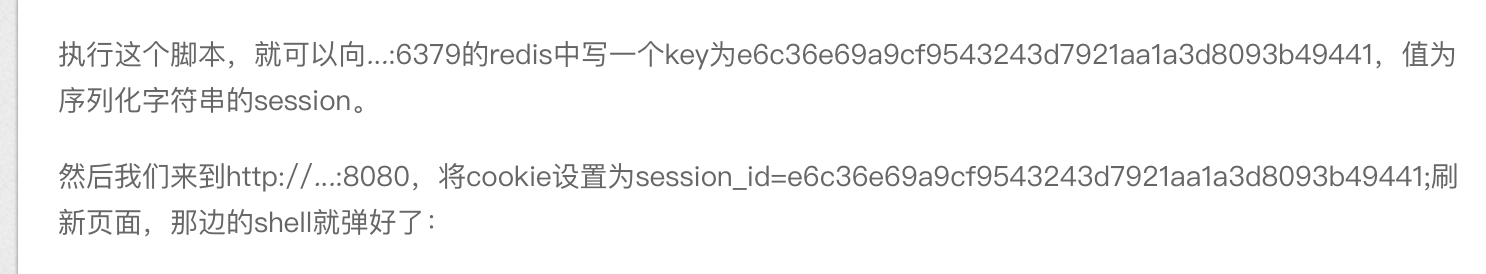 执行这个脚本，就可以向...:6379的redis中写一个key为e6c36e69a9cf9543243d7921aa1a3d8093b49441，值为
序列化字符串的session。
然后我们来到http://...:8080，将cookie设置为session_id=e6c36e69a9cf9543243d7921aa1a3d8093b49441;刷
新页面，那边的shell就弹好了：